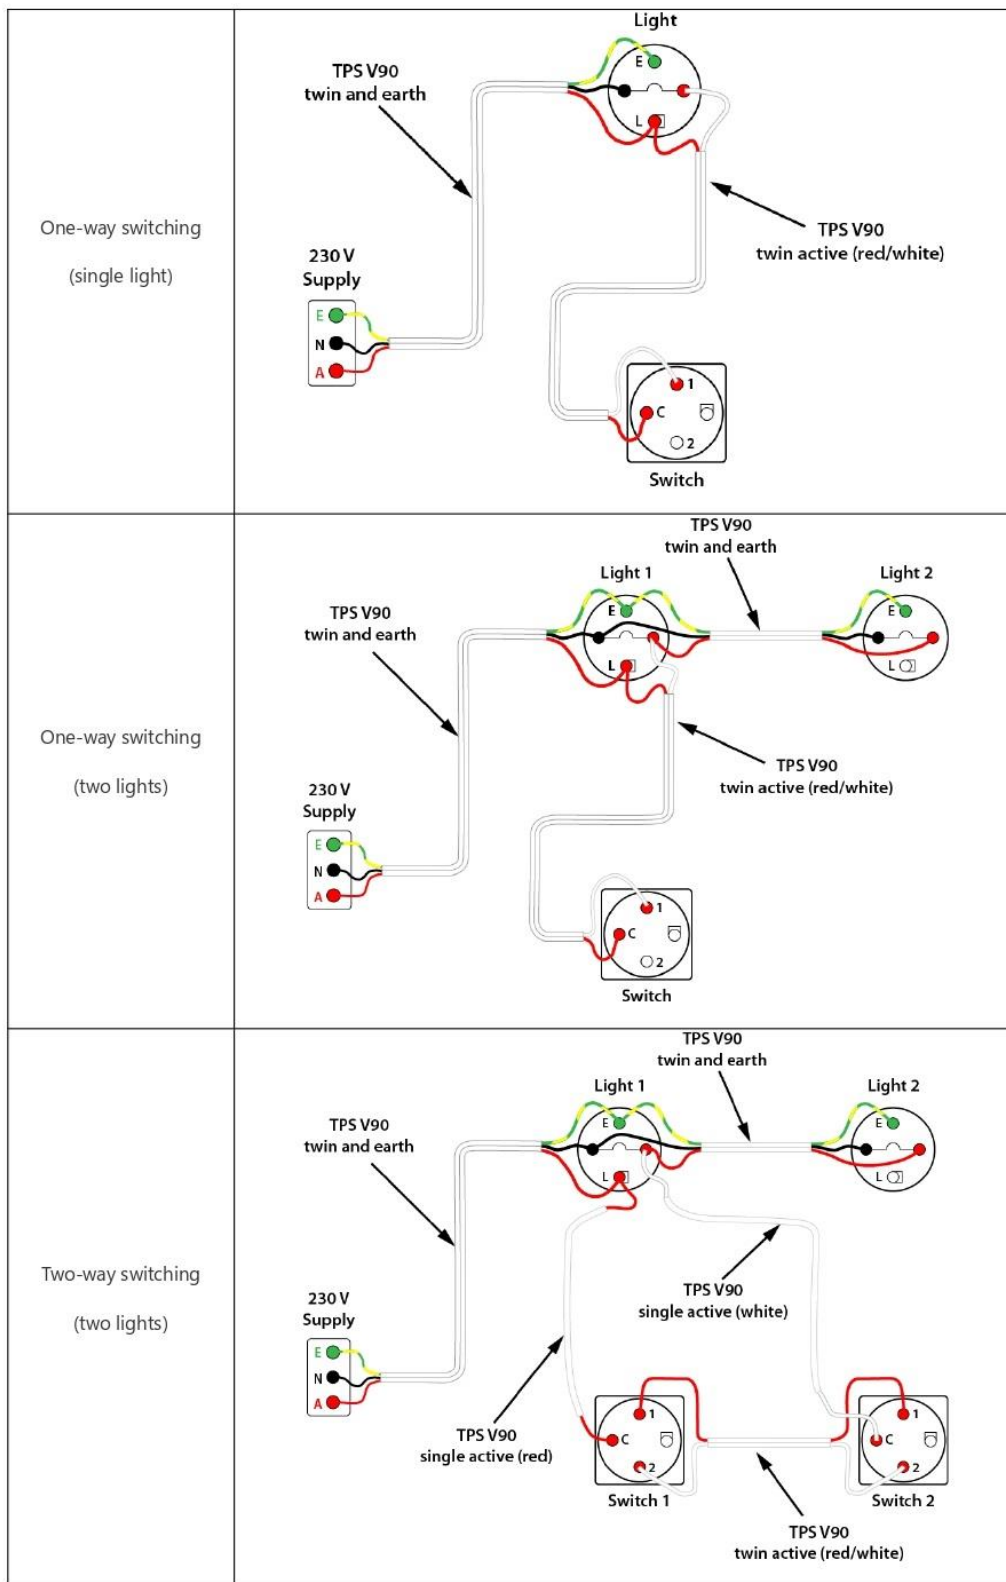 One-way switching
(single light)
Light
TPS V90
twin and earth
E
L
TPS V90
twin active (red/white)
230 V
Supply
E
N
A
1
C
2
Switch
One-way switching
(two lights)
TPS V90
twin and earth
Light 1
Light 2
TPS V90
twin and earth
E
E
L
L
TPS V90
twin active (red/white)
230 V
Supply
E
N
A
1
C
2
Switch
Two-way switching
(two lights)
TPS V90
twin and earth
Light 1
Light 2
TPS V90
twin and earth
E
E
L
L
TPS V90
single active (white)
230 V
Supply
E
N
A
TPS V90
single active (red)
1
C
2
1
C
2
Switch 1
Switch 2
TPS V90
twin active (red/white)